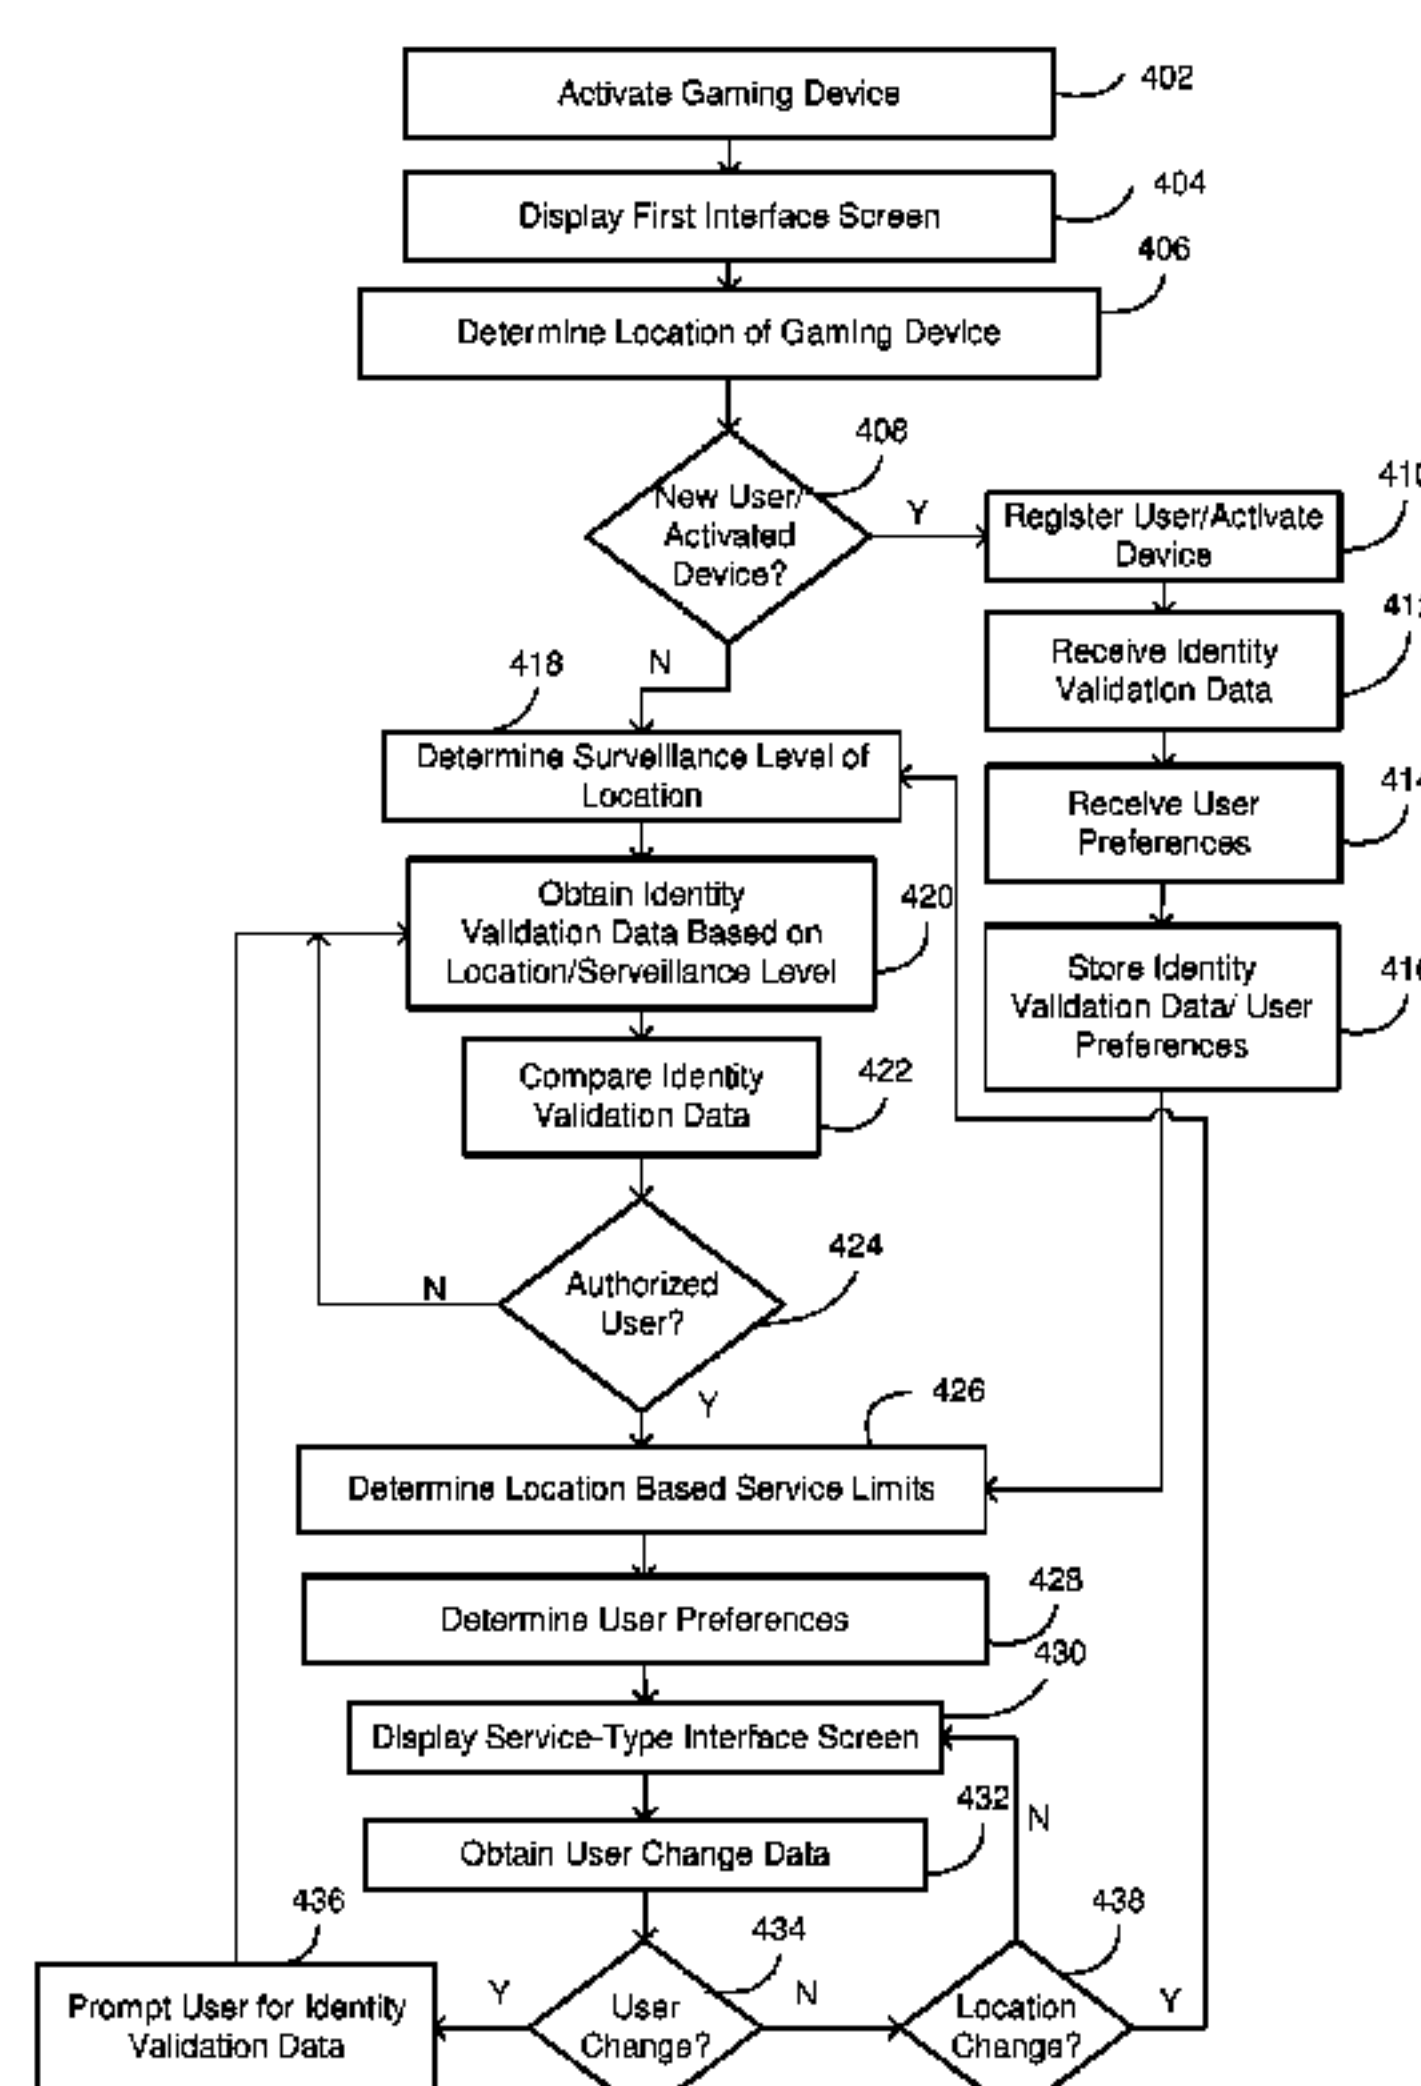 Activate Gaming Device
402
Display First Interface Screen
404
406
Determine Location of Gaming Device
408
New User/
Activated
Device?
Y
Register User/Activate
Device
N
418
Receive Identity
Validation Data
Determine Surveillance Level of
Location
Receive User
Preferences
414
Obtain Identity
Validation Data Based on
Location/Serveillance Level
420
Store Identity
Validation Data/ User
Preferences
Compare Identity
Validation Data
422
Authorized
User?
424
N
Y
426
Determine Location Based Service Limits
428
Determine User Preferences
430
Display Service-Type Interface Screen
432
N
Obtain User Change Data
436
434
438
Prompt User for Identity
Validation Data
Y
User
Change?
N
Location
Change?
Y